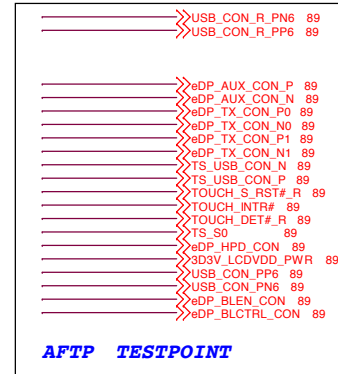 USB_CON_R_PN6 89
USB_CON_R_PP6 89
eDP_AUX_CON_P 89
eDP_AUX_CON_N 89
eDP_TX_CON_P0 89
eDP_TX_CON_N0 89
eDP_TX_CON_P1 89
eDP_TX_CON_N1 89
TS_USB_CON_N 89
TS_USB_CON_P 89
TOUCH_S_RST#_R 89
TOUCH_INTR# 89
TOUCH_DET#_R 89
TS_S0 89
eDP_HPD_CON 89
3D3V_LCDVDD_PWR 89
USB_CON_PP6 89
USB_CON_PN6 89
eDP_BLEN_CON 89
eDP_BLCTRL_CON 89
AFTP TESTPOINT